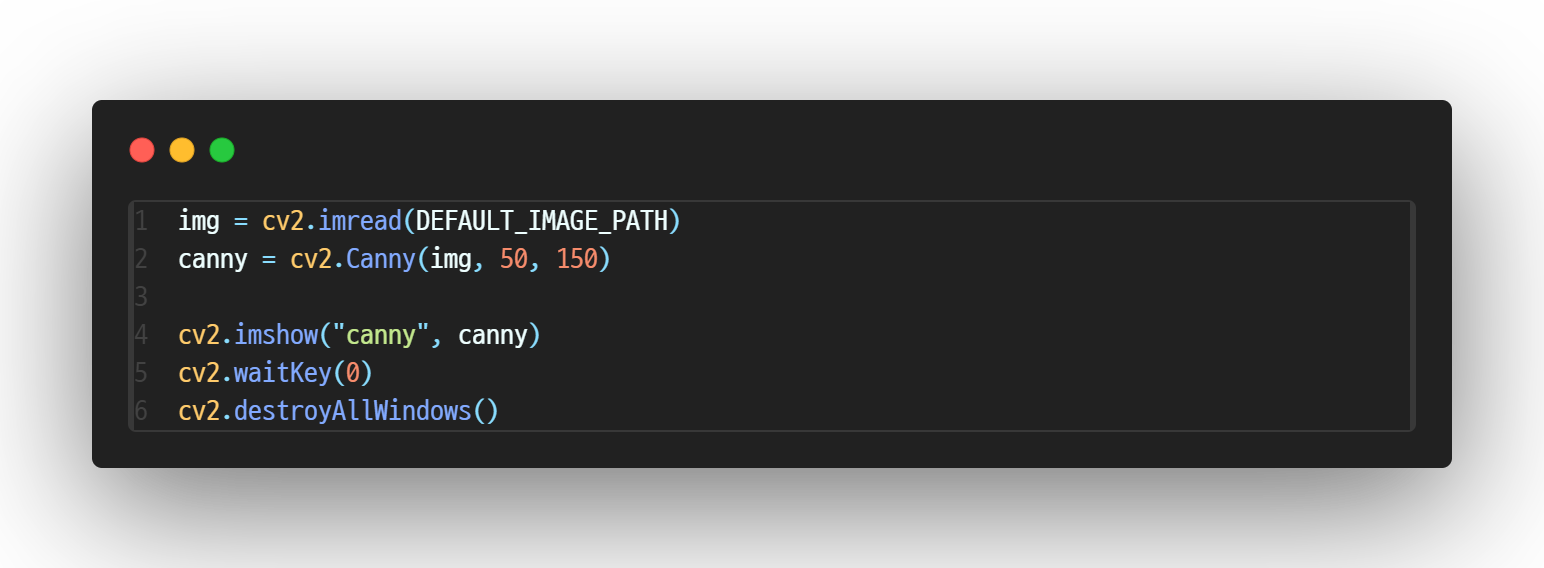 1 img = cv2.imread(DEFAULT_IMAGE_PATH)
2 canny = cv2.Canny(img, 50, 150)
3
4 cv2.imshow("canny", canny)
5 cv2.waitKey(0)
6 cv2.destroyAllWindows()